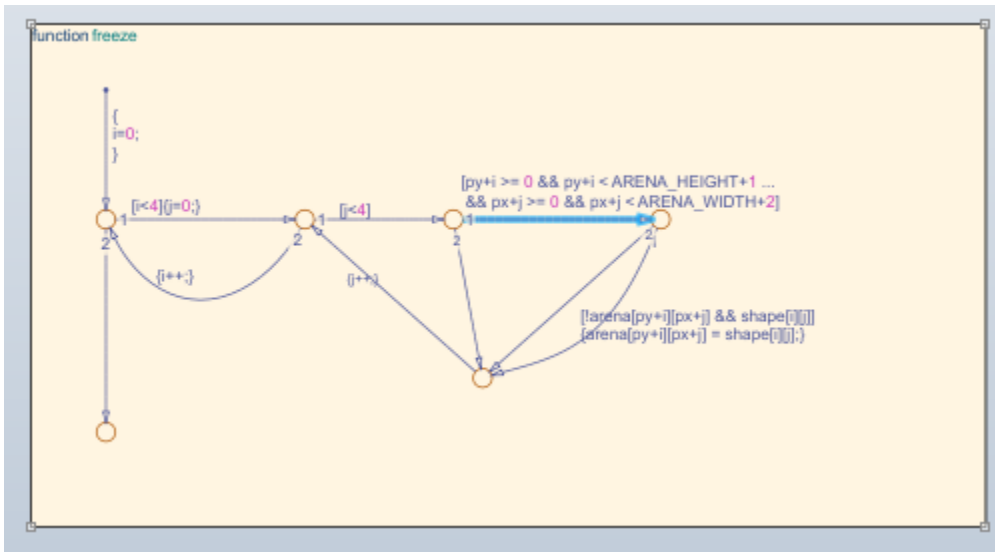 function freeze
{
i=0;
}
[py+i >= 0 && py+i < ARENA_HEIGHT+1 ...
&& px+j >= 0 && px+j < ARENA_WIDTH+2]
1 [i<4]{j=0;}
1 [j<4]
1
2
2
2
2
1
{i++;}
{j++;}
[!arena[py+i][px+j] && shape[i][j]]
{arena[py+i][px+j] = shape[i][j];}